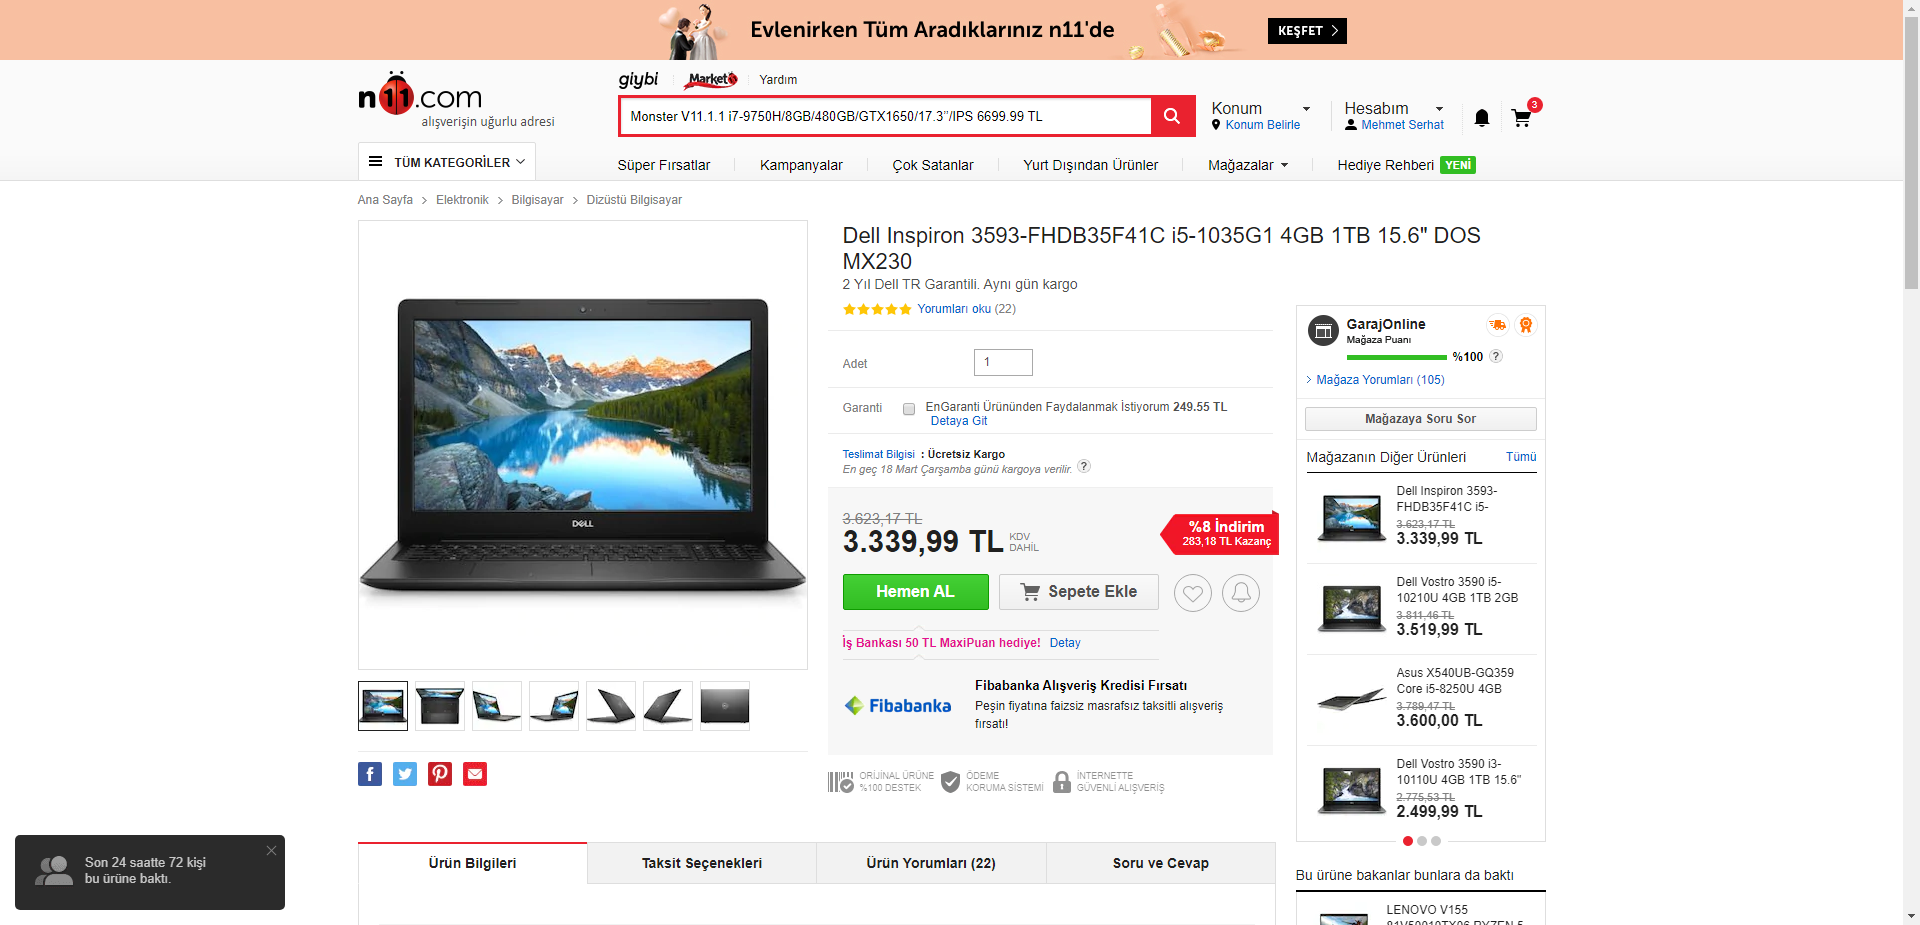 Evlenirken Tüm Aradıklarınız n11'de
KEŞFET
n11.com
alışverişin uğurlu adresi
giybi
Market
Yardım
Monster V11.1.1 i7-9750H/8GB/480GB/GTX1650/17.3’’/IPS 6699.99 TL
Konum
Konum Belirle
Hesabım
Mehmet Serhat
3
TÜM KATEGORİLER
Süper Fırsatlar
Kampanyalar
Çok Satanlar
Yurt Dışından Ürünler
Mağazalar
Hediye Rehberi YENİ
Ana Sayfa > Elektronik > Bilgisayar > Dizüstü Bilgisayar
Dell Inspiron 3593-FHDB35F41C i5-1035G1 4GB 1TB 15.6" DOS
MX230
2 Yıl Dell TR Garantili. Aynı gün kargo
Yorumları oku (22)
Adet
1
Garanti
EnGaranti Ürününden Faydalanmak İstiyorum 249.55 TL
Detaya Git
Teslimat Bilgisi : Ücretsiz Kargo
En geç 18 Mart Çarşamba günü kargoya verilir. ?
3.623,17 TL
3.339,99 TL KDV
DAHİL
%8 İndirim
283,18 TL Kazanç
Hemen AL
Sepete Ekle
İş Bankası 50 TL MaxiPuan hediye! Detay
Fibabanka
Fibabanka Alışveriş Kredisi Fırsatı
Peşin fiyatına faizsiz masrafsız taksitli alışveriş
fırsatı!
ORİJİNAL ÜRÜNE
%100 DESTEK
ÖDEME
KORUMA SİSTEMİ
İNTERNETTE
GÜVENLİ ALIŞVERİŞ
DELL
GarajOnline
Mağaza Puanı
%100 ?
> Mağaza Yorumları (105)
Mağazaya Soru Sor
Mağazanın Diğer Ürünleri
Tümü
Dell Inspiron 3593-
FHDB35F41C i5-
3.623,17 TL
3.339,99 TL
Dell Vostro 3590 i5-
10210U 4GB 1TB 2GB
3.811,46 TL
3.519,99 TL
Asus X540UB-GQ359
Core i5-8250U 4GB
3.789,47 TL
3.600,00 TL
Dell Vostro 3590 i3-
10110U 4GB 1TB 15.6"
2.775,53 TL
2.499,99 TL
Bu ürüne bakanlar bunlara da baktı
LENOVO V155
Son 24 saatte 72 kişi
bu ürüne baktı.
Ürün Bilgileri
Taksit Seçenekleri
Ürün Yorumları (22)
Soru ve Cevap